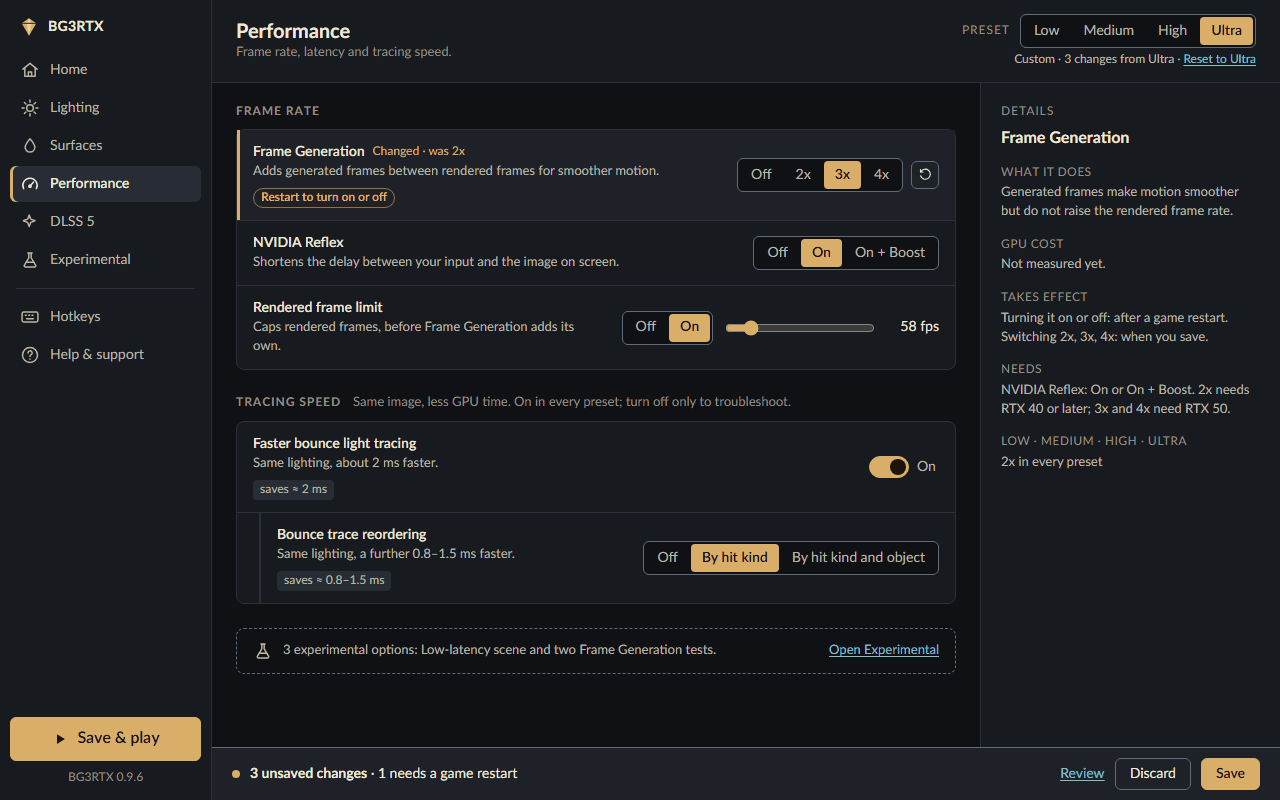 BG3RTX
Home
Lighting
Surfaces
Performance
DLSS 5
Experimental
Hotkeys
Help & support
Save & play
BG3RTX 0.9.6
Performance
Frame rate, latency and tracing speed.
PRESET
Low
Medium
High
Ultra
Custom · 3 changes from Ultra · Reset to Ultra
FRAME RATE
Frame Generation Changed · was 2x
Adds generated frames between rendered frames for smoother motion.
Restart to turn on or off
Off
2x
3x
4x
NVIDIA Reflex
Shortens the delay between your input and the image on screen.
Off
On
On + Boost
Rendered frame limit
Caps rendered frames, before Frame Generation adds its
own.
Off
On
58 fps
TRACING SPEED Same image, less GPU time. On in every preset; turn off only to troubleshoot.
Faster bounce light tracing
Same lighting, about 2 ms faster.
saves ≈ 2 ms
On
Bounce trace reordering
Same lighting, a further 0.8–1.5 ms faster.
saves ≈ 0.8–1.5 ms
Off
By hit kind
By hit kind and object
3 experimental options: Low-latency scene and two Frame Generation tests.
Open Experimental
DETAILS
Frame Generation
WHAT IT DOES
Generated frames make motion smoother
but do not raise the rendered frame rate.
GPU COST
Not measured yet.
TAKES EFFECT
Turning it on or off: after a game restart.
Switching 2x, 3x, 4x: when you save.
NEEDS
NVIDIA Reflex: On or On + Boost. 2x needs
RTX 40 or later; 3x and 4x need RTX 50.
LOW · MEDIUM · HIGH · ULTRA
2x in every preset
3 unsaved changes · 1 needs a game restart
Review
Discard
Save